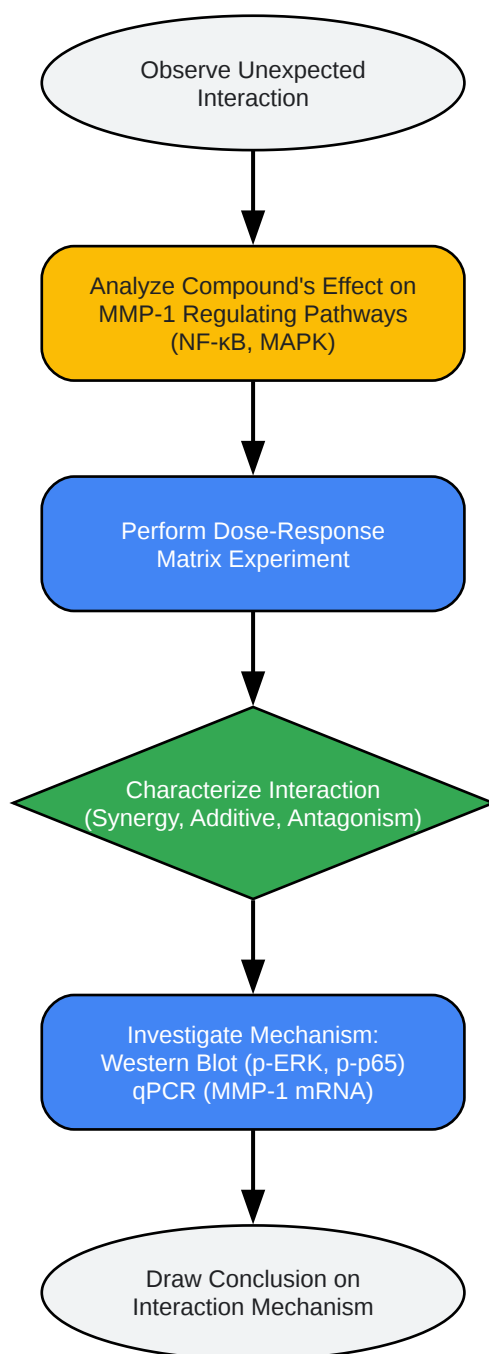 Observe Unexpected
Interaction
Analyze Compound's Effect on
MMP-1 Regulating Pathways
(NF-κB, MAPK)
Perform Dose-Response
Matrix Experiment
Characterize Interaction
(Synergy, Additive, Antagonism)
Investigate Mechanism:
Western Blot (p-ERK, p-p65)
qPCR (MMP-1 mRNA)
Draw Conclusion on
Interaction Mechanism